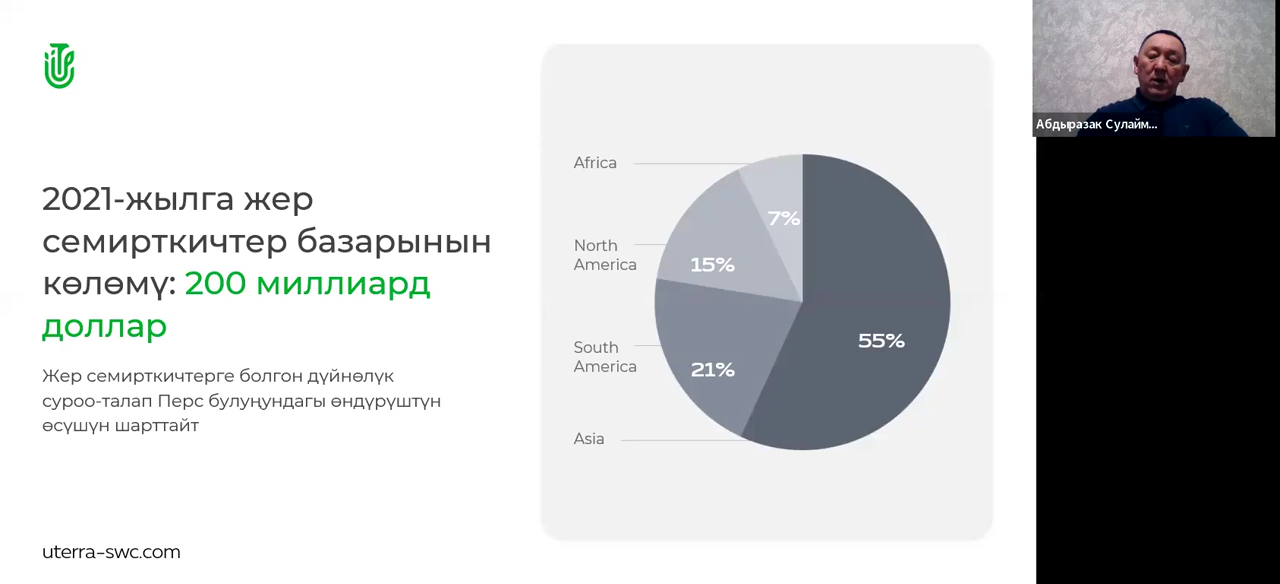 2021-жылга жер
семирткичтер базарынын
көлөмү: 200 миллиард
доллар
Жер семирткичтерге болгон дүйнөлүк
суроо-талап Перс булуңундагы өндүрүштүн
өсүшүн шарттайт
uterra-swc.com
Africa
7%
North
America
15%
South
America
21%
Asia
55%
Абдыразак Сулайм...